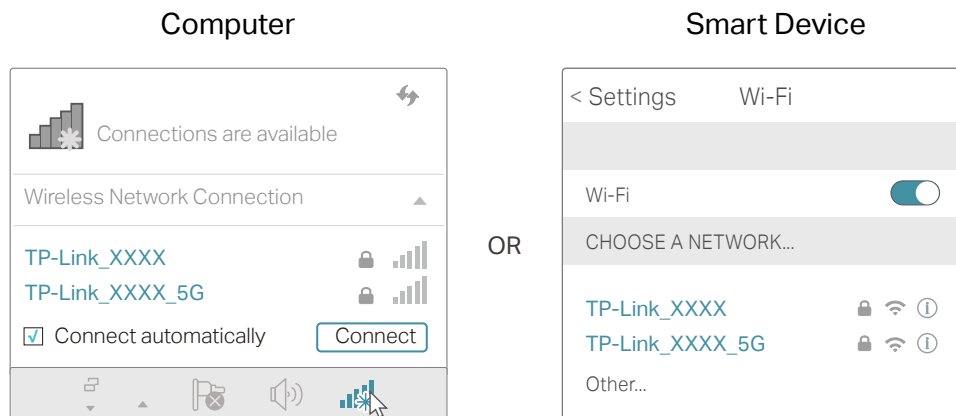 Computer
Connections are available
Wireless Network Connection
TP-Link_XXXX
TP-Link_XXXX_5G
Connect automatically
Connect
OR
Smart Device
< Settings
Wi-Fi
Wi-Fi
CHOOSE A NETWORK...
TP-Link_XXXX
TP-Link_XXXX_5G
Other...